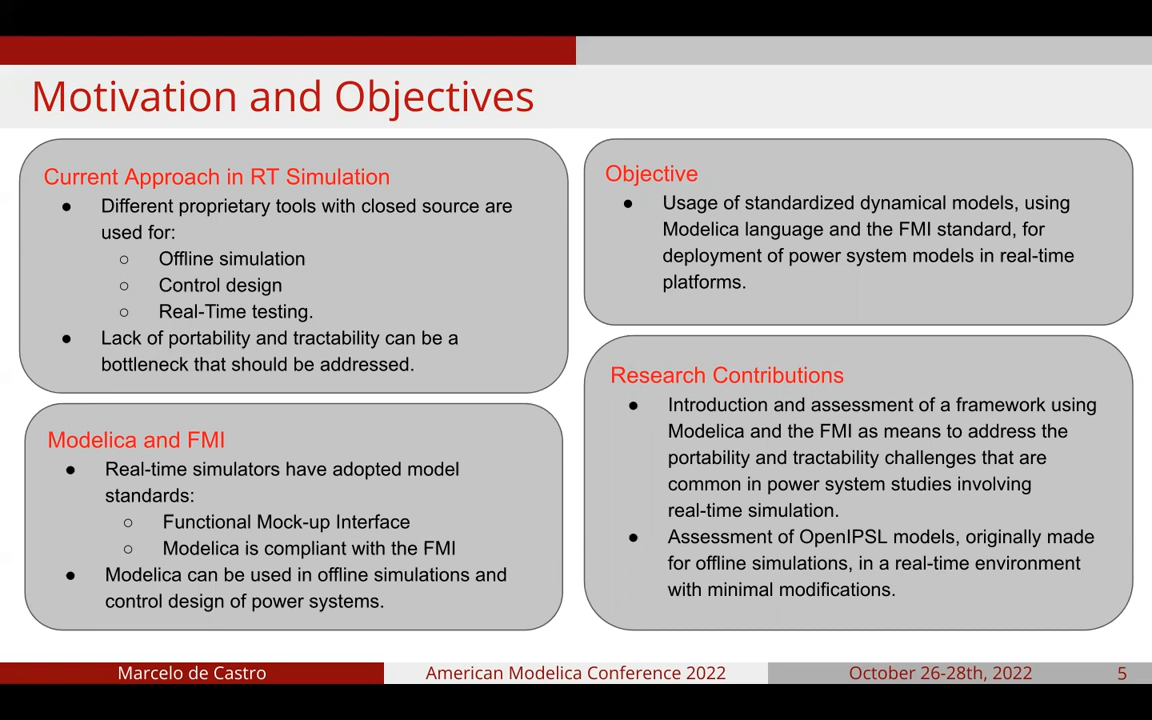 Motivation and Objectives
Current Approach in RT Simulation
● Different proprietary tools with closed source are
used for:
○ Offline simulation
○ Control design
○ Real-Time testing.
● Lack of portability and tractability can be a
bottleneck that should be addressed.
Modelica and FMI
● Real-time simulators have adopted model
standards:
○ Functional Mock-up Interface
○ Modelica is compliant with the FMI
● Modelica can be used in offline simulations and
control design of power systems.
Objective
● Usage of standardized dynamical models, using
Modelica language and the FMI standard, for
deployment of power system models in real-time
platforms.
Research Contributions
● Introduction and assessment of a framework using
Modelica and the FMI as means to address the
portability and tractability challenges that are
common in power system studies involving
real-time simulation.
● Assessment of OpenIPSL models, originally made
for offline simulations, in a real-time environment
with minimal modifications.
Marcelo de Castro
American Modelica Conference 2022
October 26-28th, 2022
5